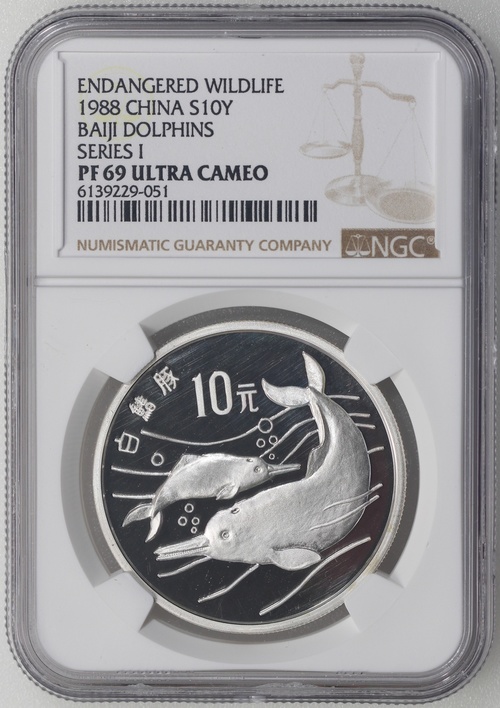 ENDANGERED WILDLIFE
1988 CHINA S10Y
BAIJI DOLPHINS
SERIES I
PF 69 ULTRA CAMEO
6139229-051
NUMISMATIC GUARANTY COMPANY NGC®
10元
白鱀豚